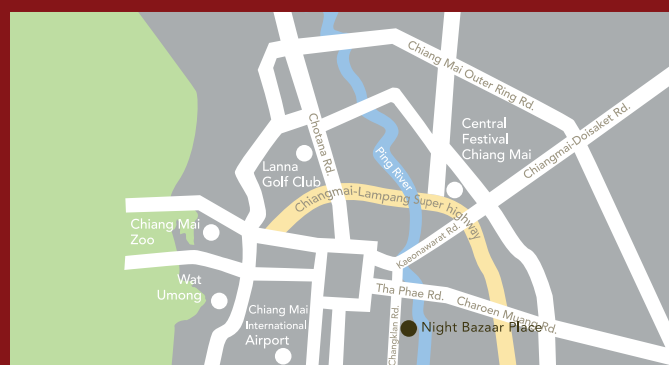 Chiang Mai Outer Ring Rd.
Central
Festival
Chiang Mai
Chiangmai-Doisaket Rd.
Chotana Rd.
Ping River
Lanna
Golf Club
Chiangmai-Lampang Super highway
Chiang Mai
Zoo
Kaeonawarat Rd.
Wat
Umong
Tha Phae Rd.
Charoen Muang Rd.
Chiang Mai
International
Airport
Changklan Rd.
Night Bazaar Place